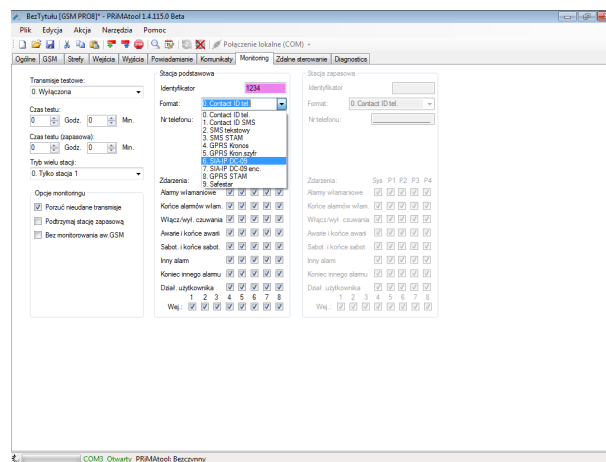 BezTytułu [GSM PRO8]* - PRiMAtool 1.4.115.0 Beta
Plik Edycja Akcja Narzędzia Pomoc
Połączenie lokalne (COM)
Ogólne GSM Strefy Wejścia Wyjścia Powiadamianie Komunikaty Monitoring Zdalne sterowanie Diagnostics
Transmisje testowe:
0. Wyłączona
Czas testu:
0 Godz. 0 Min.
Czas testu (zapasowa):
0 Godz. 0 Min.
Tryb wielu stacji:
0. Tylko stacja 1
Opcje monitoringu
Porzuć nieudane transmisje
Podtrzymaj stację zapasową
Bez monitorowania aw.GSM
Stacja podstawowa
Identyfikator 1234
Format: 0. Contact ID tel.
Nr telefonu:
0. Contact ID tel.
1. Contact ID SMS
2. SMS tekstowy
3. SMS STAM
4. GPRS Kronos
5. GPRS Kron.szyfr
6. SIA-IP DC-09
7. SIA-IP DC-09 enc.
8. GPRS STAM
9. Safestar
Zdarzenia:
Alarmy włamaniowe
Końce alarmów włam.
Włącz/wył. czuwania
Awarie i końce awarii
Sabot. i końce sabot.
Inny alarm
Koniec innego alarmu
Dział. użytkownika
1 2 3 4 5 6 7 8
Wej.:
Stacja zapasowa
Identyfikator
Format: 0. Contact ID tel.
Nr telefonu:
Zdarzenia: Sys P1 P2 P3 P4
Alarmy włamaniowe
Końce alarmów włam.
Włącz/wył. czuwania
Awarie i końce awarii
Sabot. i końce sabot.
Inny alarm
Koniec innego alarmu
Dział. użytkownika
1 2 3 4 5 6 7 8
Wej.:
COM3 Otwarty PRiMAtool: Bezczynny